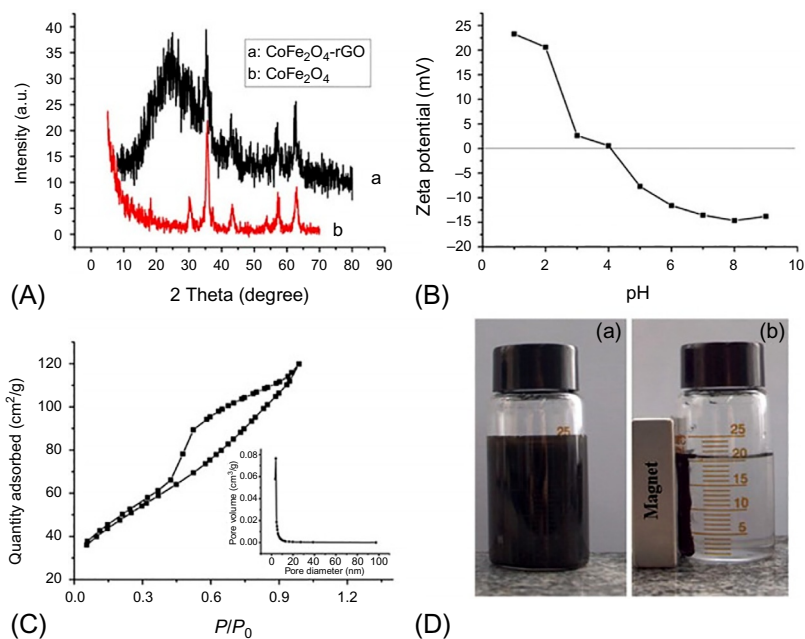 40
35
30
25
20
15
10
5
0
Intensity (a.u.)
a: CoFe₂O₄-rGO
b: CoFe₂O₄
a
b
0 10 20 30 40 50 60 70 80 90
2 Theta (degree)
(A)
25
20
15
10
5
0
−5
−10
−15
−20
Zeta potential (mV)
0 2 4 6 8 10
pH
(B)
120
100
80
60
40
20
Quantity adsorbed (cm²/g)
0.08
0.06
0.04
0.02
0.00
Pore volume (cm³/g)
0 20 40 60 80 100
Pore diameter (nm)
0.0 0.3 0.6 0.9 1.2
P/P₀
(C)
(a)
25
(b)
Magnet
25
20
15
10
5
(D)